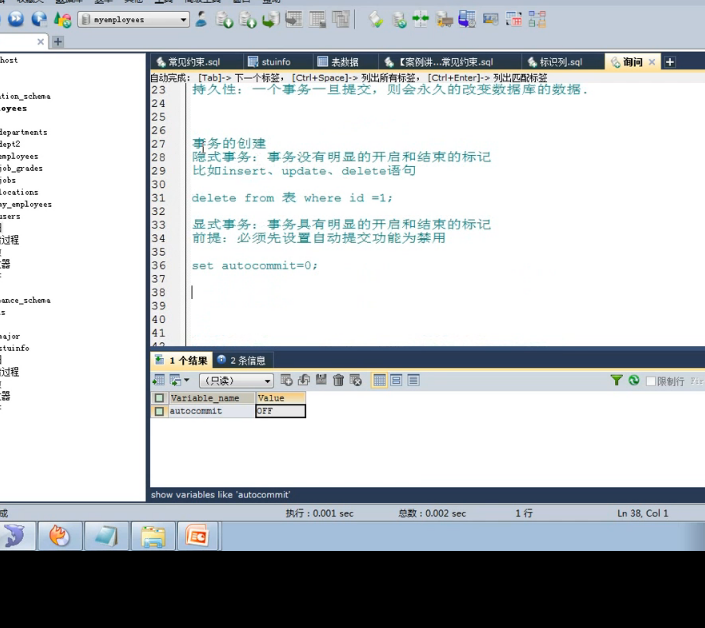 myemployees
host
常见约束.sql
stuinfo
表数据
【案例讲...常见约束.sql
标识列.sql
询问
自动完成: [Tab]-> 下一个标签, [Ctrl+Space]-> 列出所有标签, [Ctrl+Enter]-> 列出匹配标签
ation_schema
oyees
departments
dept2
employees
job_grades
jobs
locations
my_employees
users
过程
器
ance_schema
major
stuinfo
过程
器
23 持久性: 一个事务一旦提交, 则会永久的改变数据库的数据.
24
25
26
27 事务的创建
28 隐式事务: 事务没有明显的开启和结束的标记
29 比如insert、update、delete语句
30
31 delete from 表 where id =1;
32
33 显式事务: 事务具有明显的开启和结束的标记
34 前提: 必须先设置自动提交功能为禁用
35
36 set autocommit=0;
37
38
39
40
41
1 个结果
2 条信息
(只读)
限制行
Variable_name Value
autocommit OFF
show variables like 'autocommit'
执行 : 0.001 sec
总数 : 0.002 sec
1 行
Ln 38, Col 1